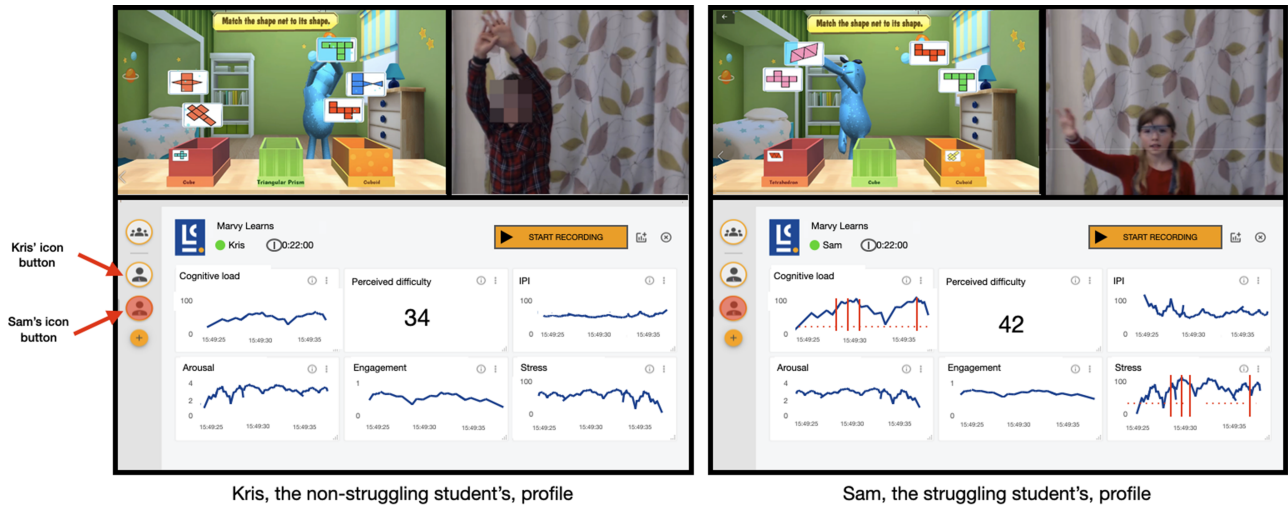 Match the shape net to its shape.
Cube
Triangular Prism
Cuboid
Marvy Learns
Kris
0:22:00
START RECORDING
Cognitive load
100
0
15:49:25
15:49:30
15:49:35
Perceived difficulty
34
IPI
100
0
15:49:25
15:49:30
15:49:35
Arousal
4
2
0
15:49:25
15:49:30
15:49:35
Engagement
1
0
15:49:25
15:49:30
15:49:35
Stress
100
0
15:49:25
15:49:30
15:49:35
Kris' icon
button
Sam's icon
button
Kris, the non-struggling student's, profile
Match the shape net to its shape.
Tetrahedron
Cube
Cuboid
Marvy Learns
Sam
0:22:00
START RECORDING
Cognitive load
100
0
15:49:25
15:49:30
15:49:35
Perceived difficulty
42
IPI
100
0
15:49:25
15:49:30
15:49:35
Arousal
4
2
0
15:49:25
15:49:30
15:49:35
Engagement
1
0
15:49:25
15:49:30
15:49:35
Stress
100
0
15:49:25
15:49:30
15:49:35
Sam, the struggling student's, profile